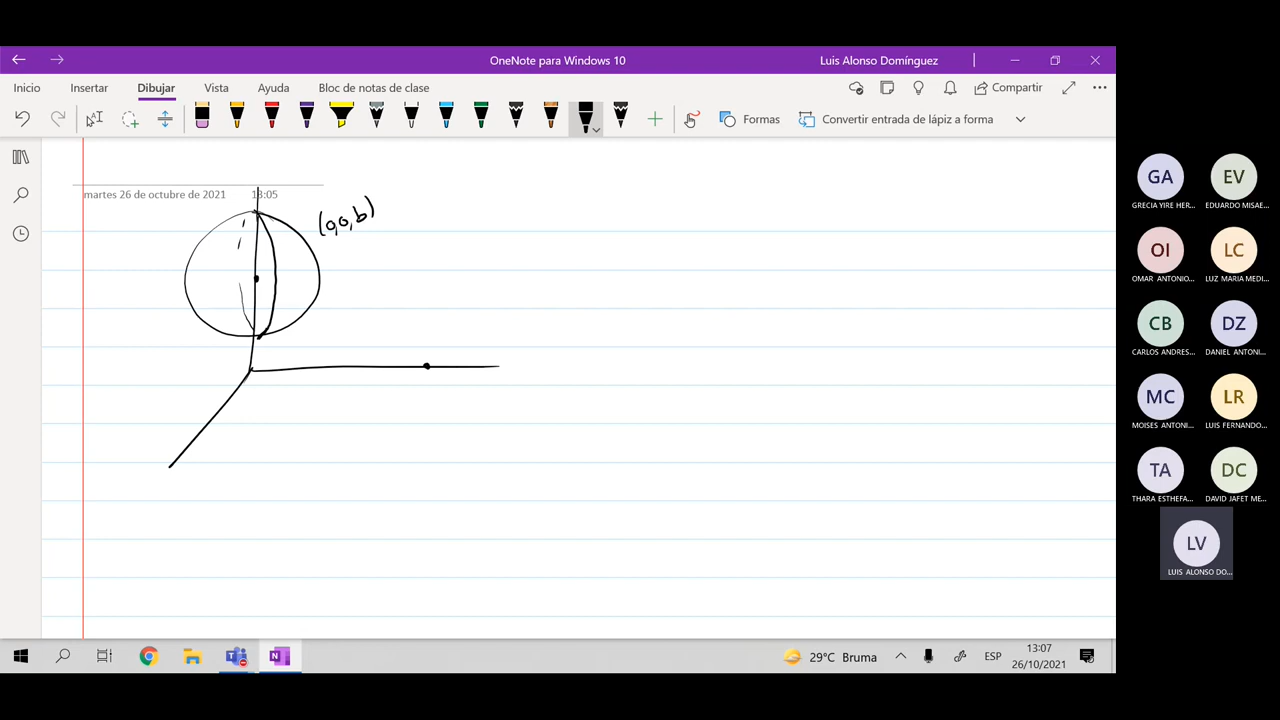 OneNote para Windows 10
Luis Alonso Domínguez
Inicio
Insertar
Dibujar
Vista
Ayuda
Bloc de notas de clase
Compartir
Formas
Convertir entrada de lápiz a forma
martes 26 de octubre de 2021
13:05
(90,b)
GA
GRECIA YIRE HER...
EV
EDUARDO MISAE...
OI
OMAR ANTONIO...
LC
LUZ MARIA MEDI...
CB
CARLOS ANDRES...
DZ
DANIEL ANTONI...
MC
MOISES ANTONI...
LR
LUIS FERNANDO...
TA
THARA ESTHEFA...
DC
DAVID JAFET ME...
LV
LUIS ALONSO DO...
29°C Bruma
ESP
13:07
26/10/2021